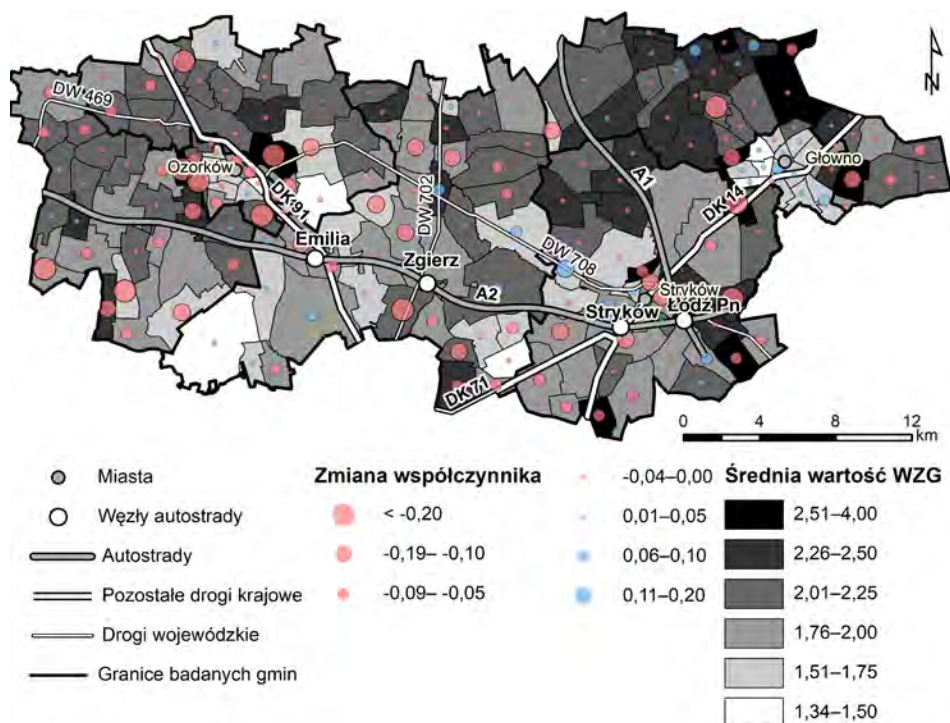 DW 469
Ozorków
DK 91
Emilia
DW 702
Zgierz
A2
DW 708
A1
DK 14
Głowno
Stryków
Stryków
Łódź Pn
DK 71
N
0 4 8 12
km
Miasta
Węzły autostrady
Autostrady
Pozostałe drogi krajowe
Drogi wojewódzkie
Granice badanych gmin
Zmiana współczynnika
< -0,20
-0,19– -0,10
-0,09– -0,05
-0,04–0,00
0,01–0,05
0,06–0,10
0,11–0,20
Średnia wartość WZG
2,51–4,00
2,26–2,50
2,01–2,25
1,76–2,00
1,51–1,75
1,34–1,50